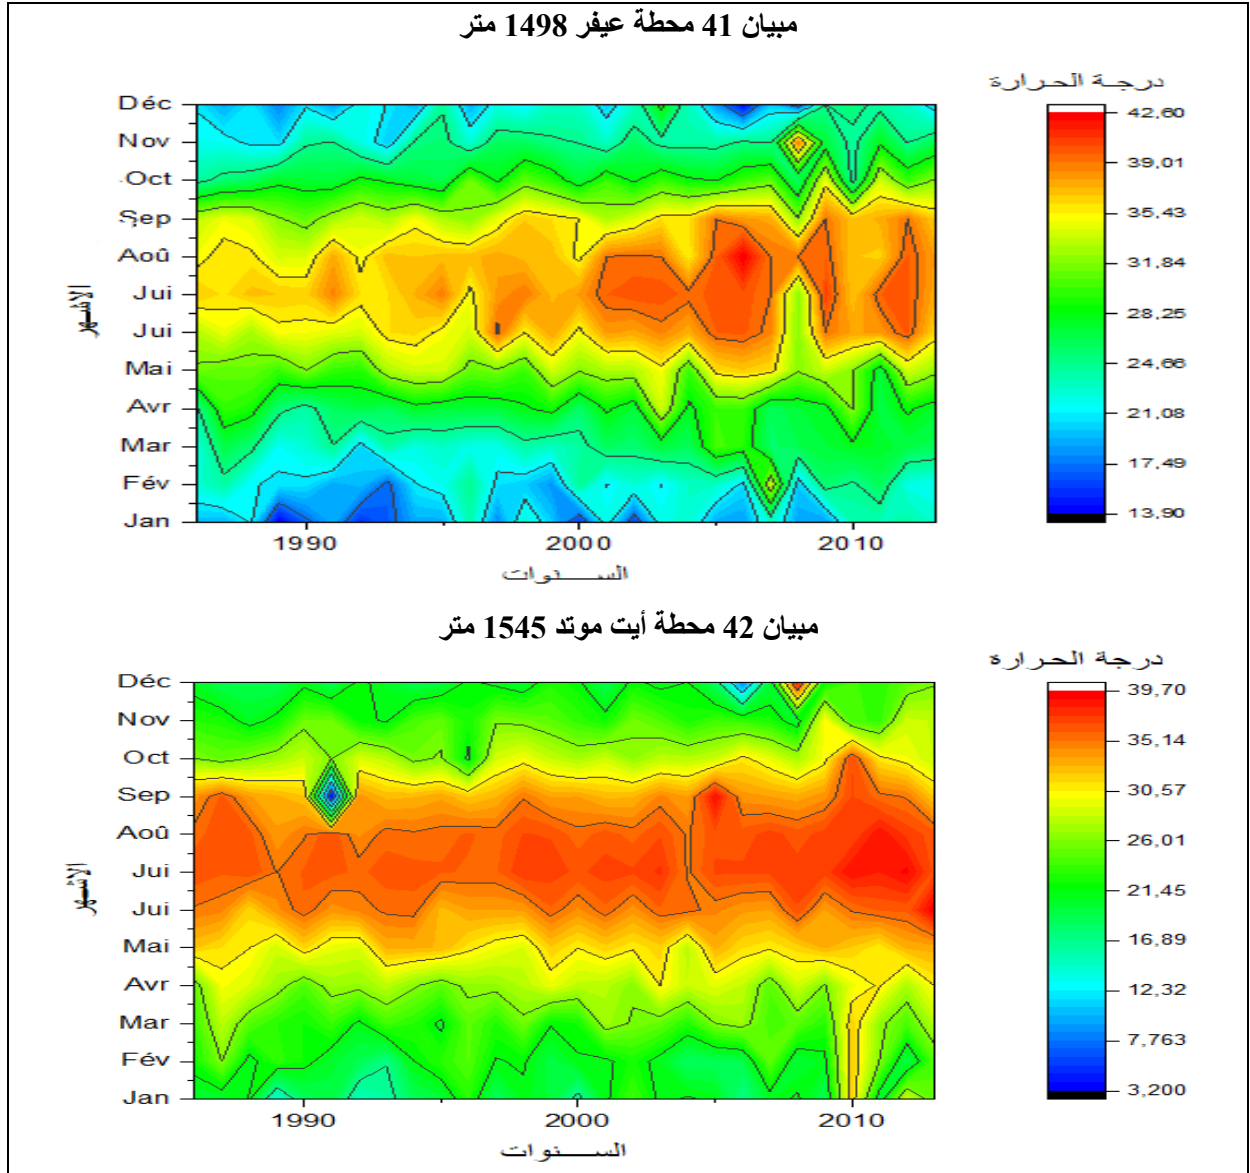 مبيان 41 محطة عيفر 1498 متر
درجة الحرارة
Déc
Nov
Oct
Sep
Aoû
Jui
Jui
Mai
Avr
Mar
Fév
Jan
الأشهر
1990
2000
2010
السنوات
42,60
39,01
35,43
31,84
28,25
24,66
21,08
17,49
13,90
مبيان 42 محطة أيت موتد 1545 متر
درجة الحرارة
Déc
Nov
Oct
Sep
Aoû
Jui
Jui
Mai
Avr
Mar
Fév
Jan
الأشهر
1990
2000
2010
السنوات
39,70
35,14
30,57
26,01
21,45
16,89
12,32
7,763
3,200